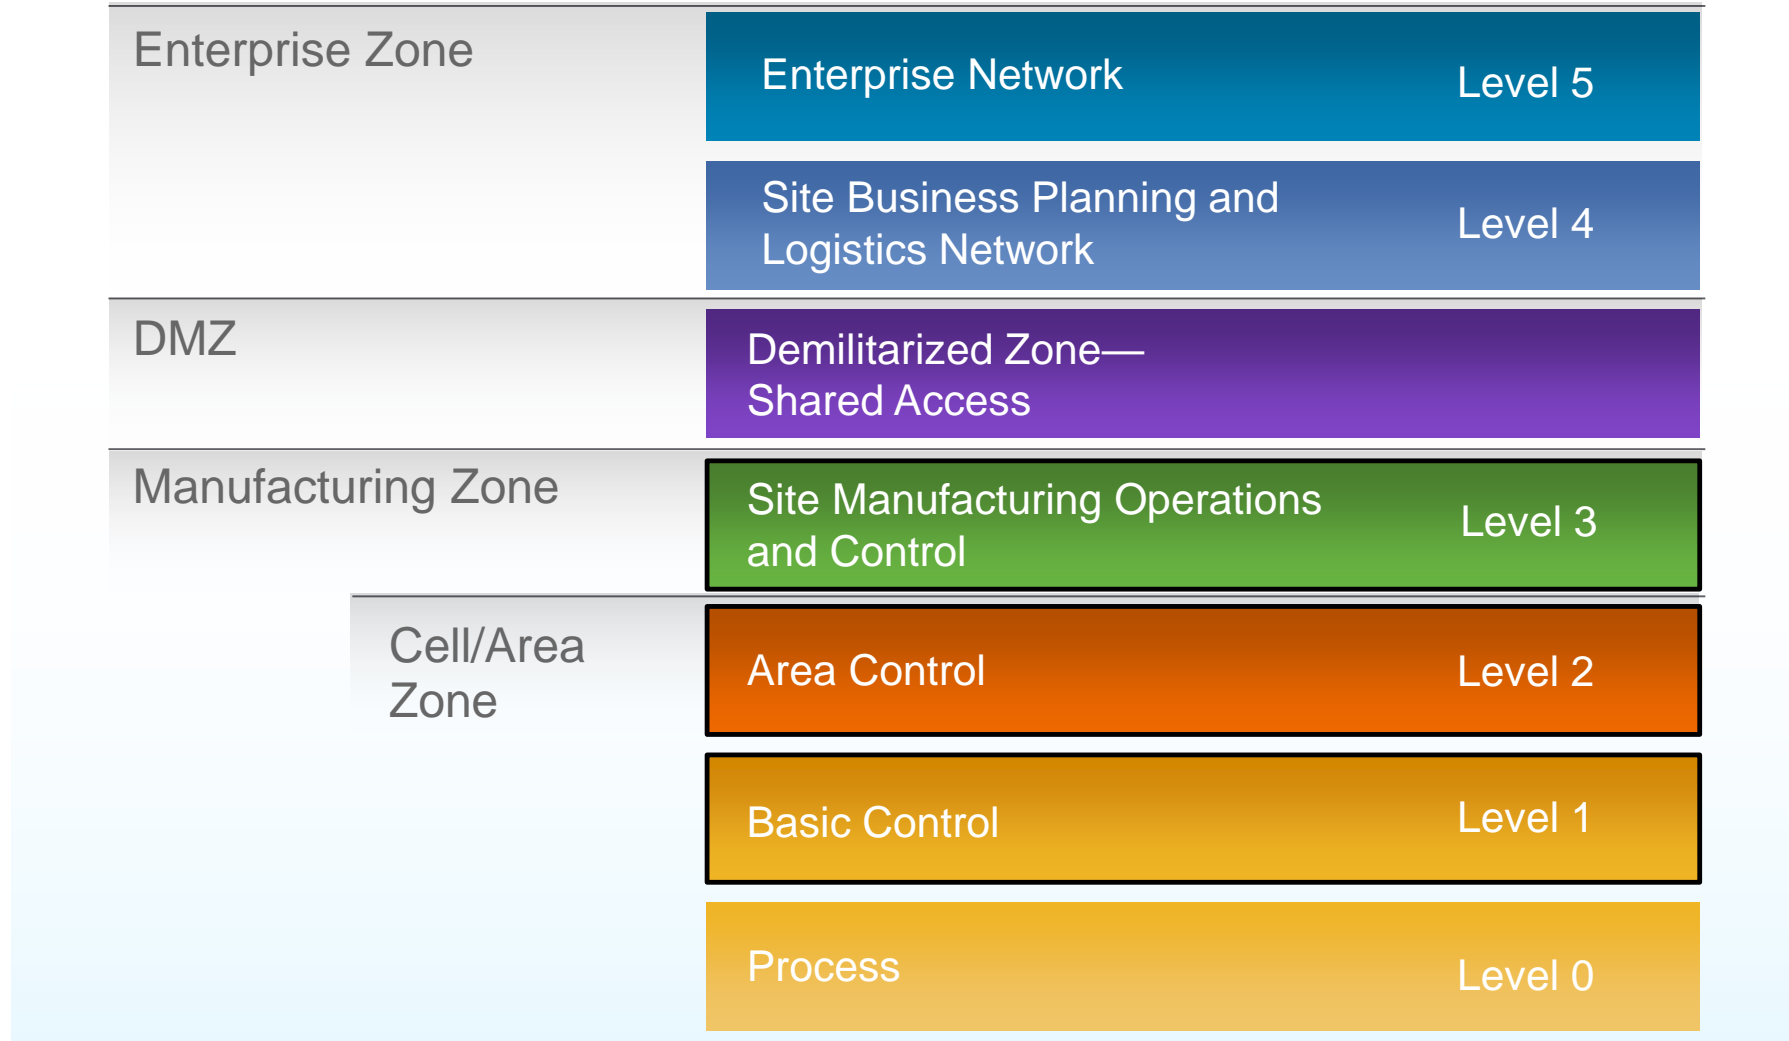 Enterprise Zone
Enterprise Network
Level 5
Site Business Planning and
Logistics Network
Level 4
DMZ
Demilitarized Zone—
Shared Access
Manufacturing Zone
Site Manufacturing Operations
and Control
Level 3
Cell/Area
Zone
Area Control
Level 2
Basic Control
Level 1
Process
Level 0